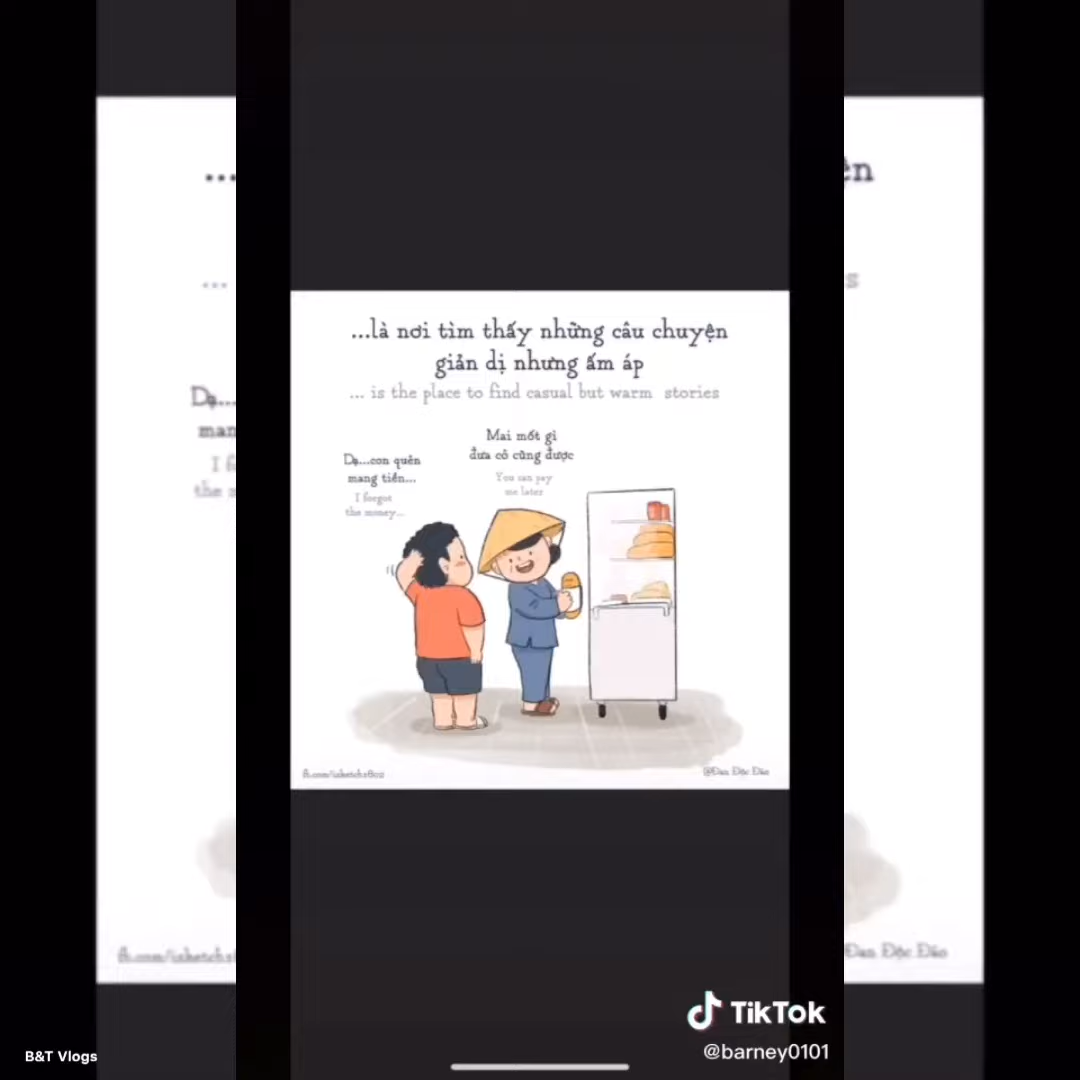 ...là nơi tìm thấy những câu chuyện
giản dị nhưng ấm áp
... is the place to find casual but warm stories
Mai mốt gì
đưa cô cũng được
You can pay
me later
Dạ...con quên
mang tiền...
I forgot
the money...
@Đan Độc Đáo
TikTok
@barney0101
B&T Vlogs